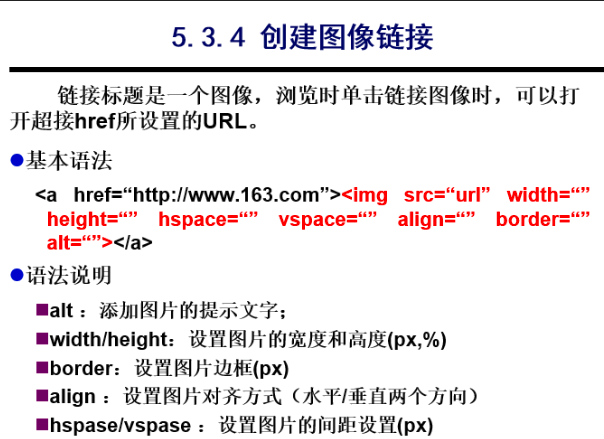 5.3.4 创建图像链接
链接标题是一个图像，浏览时单击链接图像时，可以打
开超接href所设置的URL。
●基本语法
<a href=“http://www.163.com”><img src=“url” width=“”
height=“” hspace=“” vspace=“” align=“” border=“”
alt=“”></a>
●语法说明
■alt ：添加图片的提示文字；
■width/height：设置图片的宽度和高度(px,%)
■border：设置图片边框(px)
■align ：设置图片对齐方式（水平/垂直两个方向）
■hspase/vspase ：设置图片的间距设置(px)